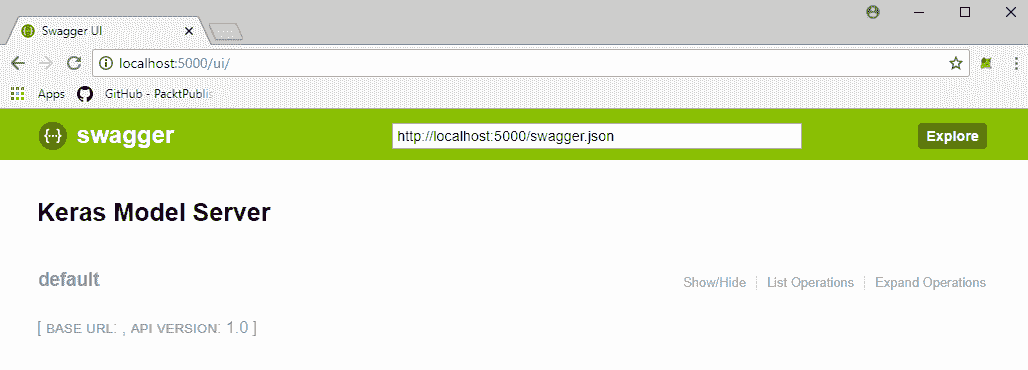 Swagger UI
localhost:5000/ui/
Apps GitHub - PacktPublis
{··} swagger http://localhost:5000/swagger.json Explore
Keras Model Server
default Show/Hide List Operations Expand Operations
[ BASE URL: , API VERSION: 1.0 ]